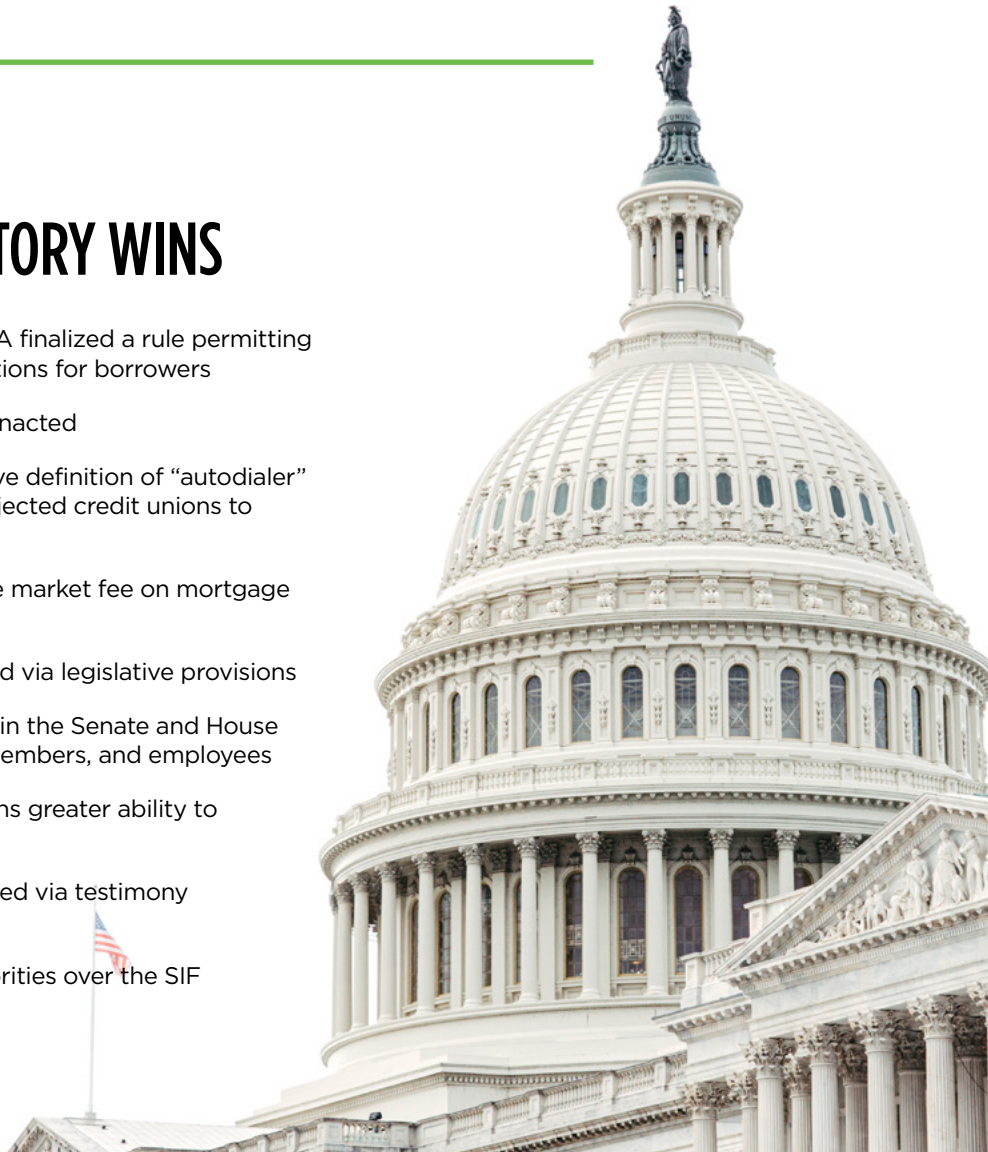 TORY WINS
A finalized a rule permitting
tions for borrowers
nacted
ve definition of “autodialer”
jected credit unions to
e market fee on mortgage
d via legislative provisions
in the Senate and House
embers, and employees
ns greater ability to
ed via testimony
orities over the SIF